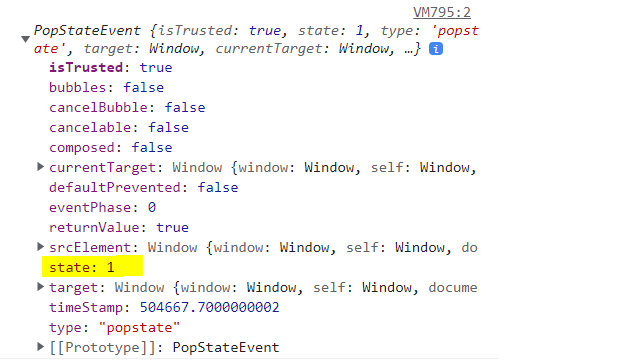 VM795:2
PopStateEvent {isTrusted: true, state: 1, type: 'popst
ate', target: Window, currentTarget: Window, …} i
isTrusted: true
bubbles: false
cancelBubble: false
cancelable: false
composed: false
currentTarget: Window {window: Window, self: Window,
defaultPrevented: false
eventPhase: 0
returnValue: true
srcElement: Window {window: Window, self: Window, do
state: 1
target: Window {window: Window, self: Window, docume
timeStamp: 504667.7000000002
type: "popstate"
[[Prototype]]: PopStateEvent